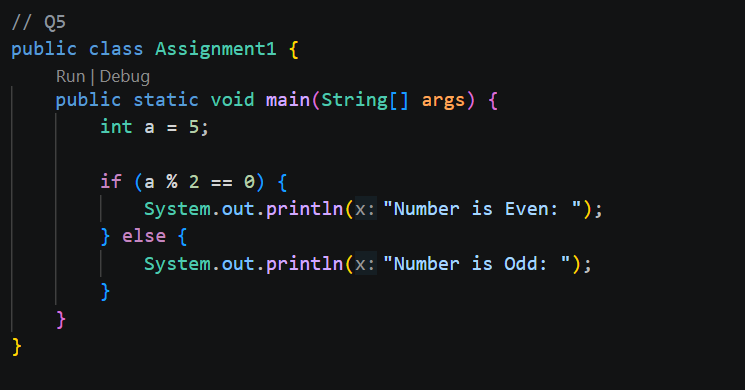 // Q5
public class Assignment1 {
Run | Debug
public static void main(String[] args) {
int a = 5;
if (a % 2 == 0) {
System.out.println(x: "Number is Even: ");
} else {
System.out.println(x: "Number is Odd: ");
}
}
}